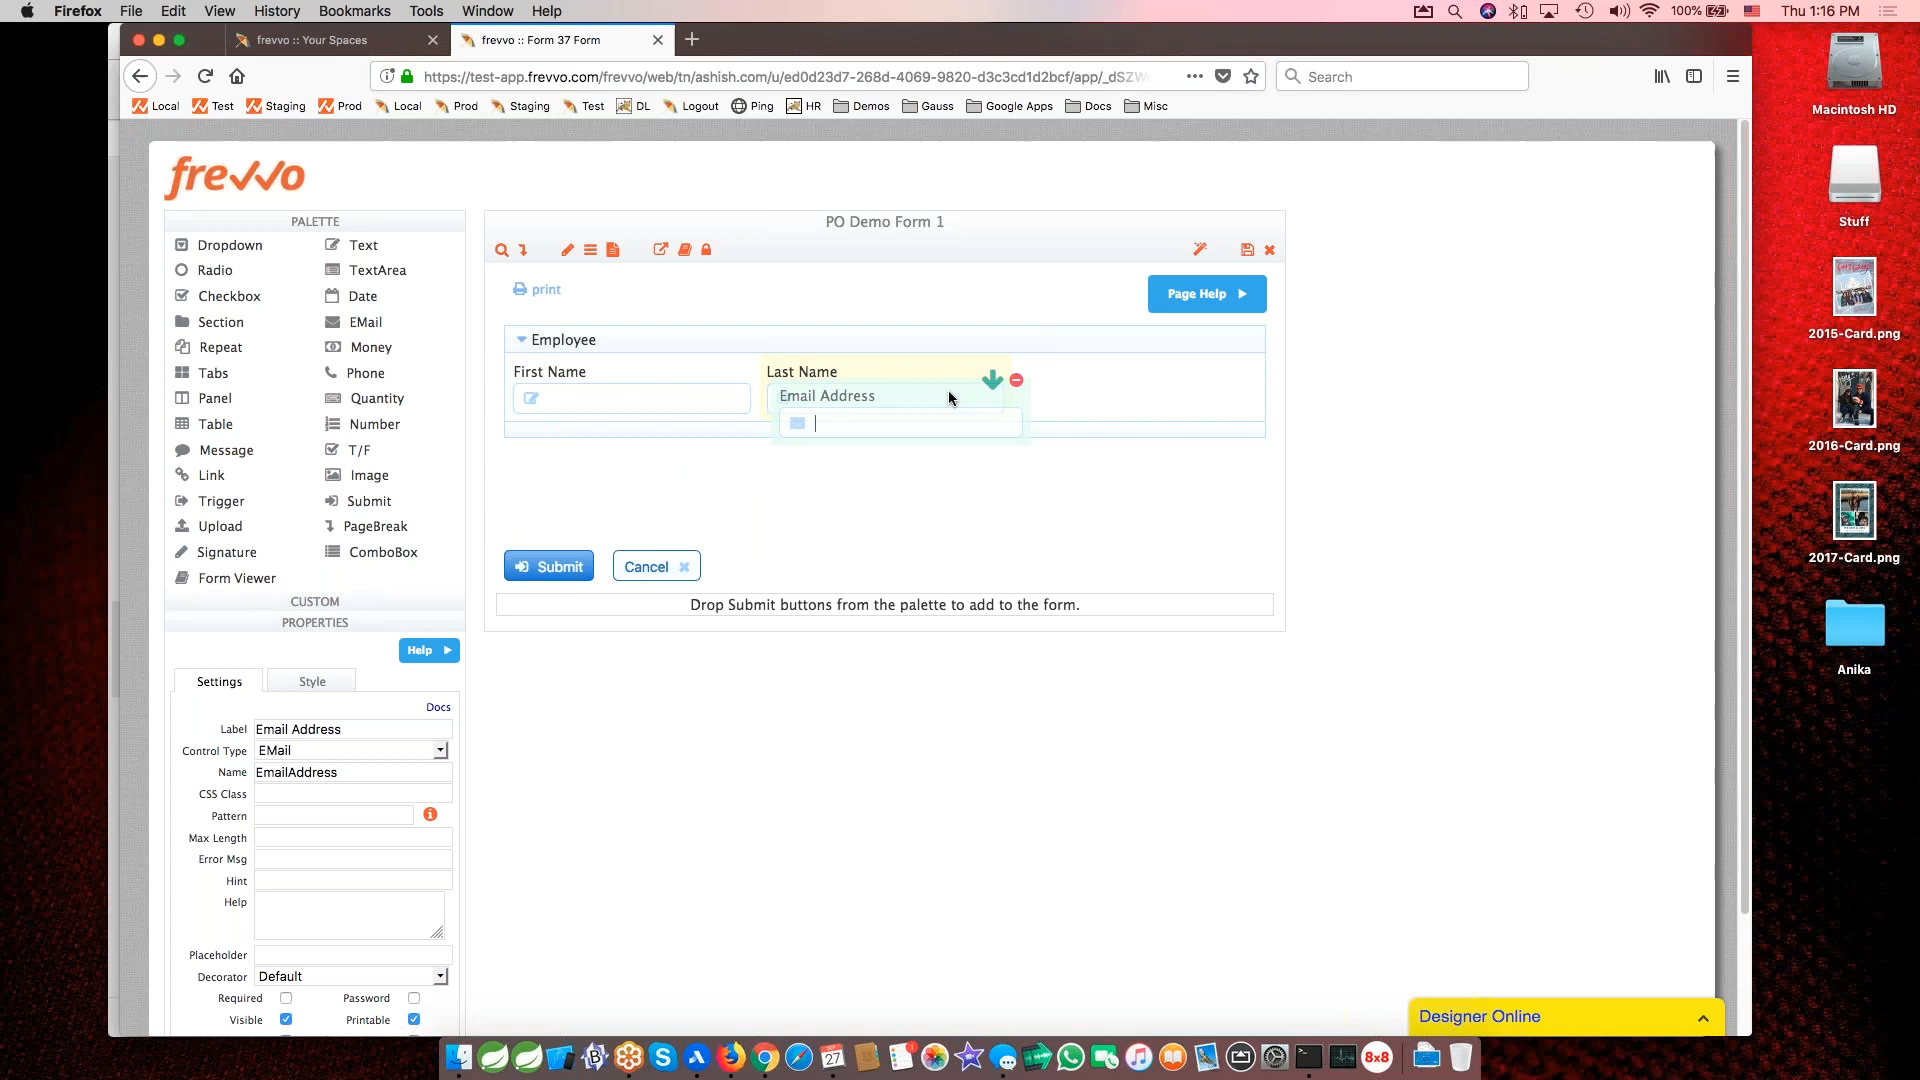 Firefox File Edit View History Bookmarks Tools Window Help 100% Thu 1:16 PM
frevvo :: Your Spaces frevvo :: Form 37 Form
https://test-app.frevvo.com/frevvo/web/tn/ashish.com/u/ed0d23d7-268d-4069-9820-d3c3cd1d2bcf/app/_dSZW Search
Local Test Staging Prod Local Prod Staging Test DL Logout Ping HR Demos Gauss Google Apps Docs Misc
Macintosh HD
Stuff
2015-Card.png
2016-Card.png
2017-Card.png
Anika
frevvo
PALETTE
Dropdown Text
Radio TextArea
Checkbox Date
Section EMail
Repeat Money
Tabs Phone
Panel Quantity
Table Number
Message T/F
Link Image
Trigger Submit
Upload PageBreak
Signature ComboBox
Form Viewer
CUSTOM
PROPERTIES
Help
Settings Style
Docs
Label Email Address
Control Type EMail
Name EmailAddress
CSS Class
Pattern
Max Length
Error Msg
Hint
Help
Placeholder
Decorator Default
Required Password
Visible Printable
PO Demo Form 1
print
Page Help
Employee
First Name Last Name
Email Address
Submit Cancel
Drop Submit buttons from the palette to add to the form.
Designer Online
27
8x8